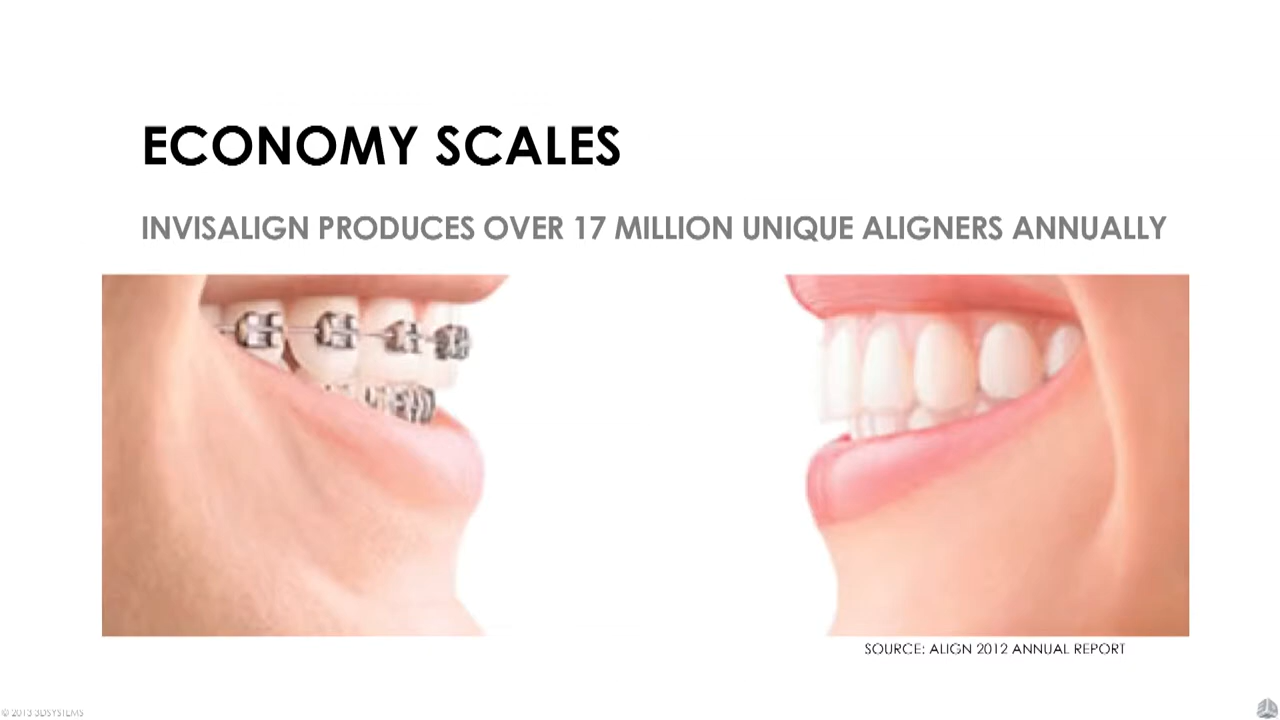 ECONOMY SCALES
INVISALIGN PRODUCES OVER 17 MILLION UNIQUE ALIGNERS ANNUALLY
SOURCE: ALIGN 2012 ANNUAL REPORT
© 2013 3DSYSTEMS